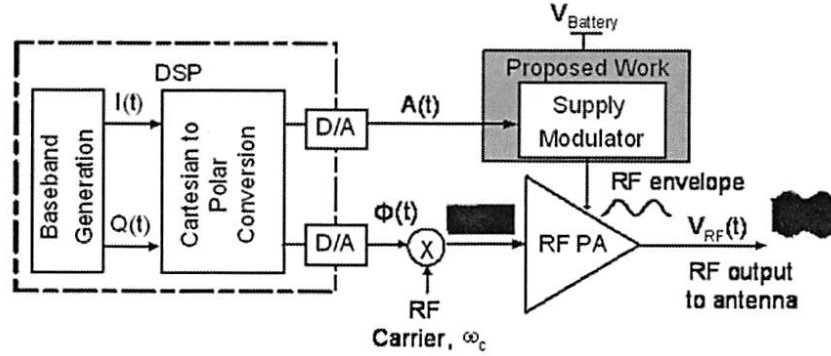 V_Battery
DSP
Proposed Work
Supply
Modulator
Baseband
Generation
I(t)
Q(t)
Cartesian to
Polar
Conversion
D/A
A(t)
D/A
Φ(t)
X
RF
Carrier, ω_c
RF PA
RF envelope
V_RF(t)
RF output
to antenna